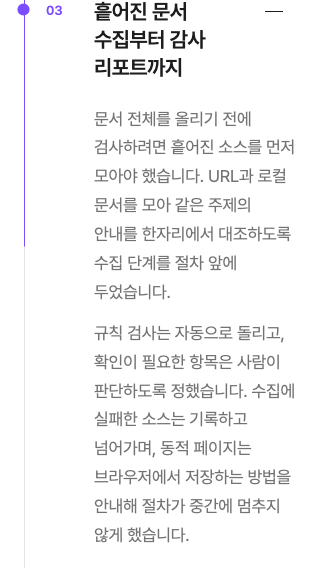 03
흩어진 문서
수집부터 감사
리포트까지
문서 전체를 올리기 전에
검사하려면 흩어진 소스를 먼저
모아야 했습니다. URL과 로컬
문서를 모아 같은 주제의
안내를 한자리에서 대조하도록
수집 단계를 절차 앞에
두었습니다.
규칙 검사는 자동으로 돌리고,
확인이 필요한 항목은 사람이
판단하도록 정했습니다. 수집에
실패한 소스는 기록하고
넘어가며, 동적 페이지는
브라우저에서 저장하는 방법을
안내해 절차가 중간에 멈추지
않게 했습니다.